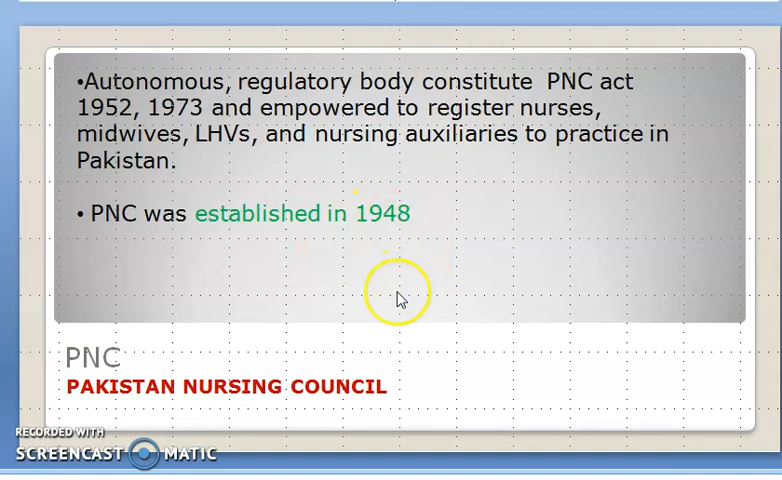 •Autonomous, regulatory body constitute PNC act
1952, 1973 and empowered to register nurses,
midwives, LHVs, and nursing auxiliaries to practice in
Pakistan.
• PNC was established in 1948
PNC
PAKISTAN NURSING COUNCIL
RECORDED WITH
SCREENCAST MATIC